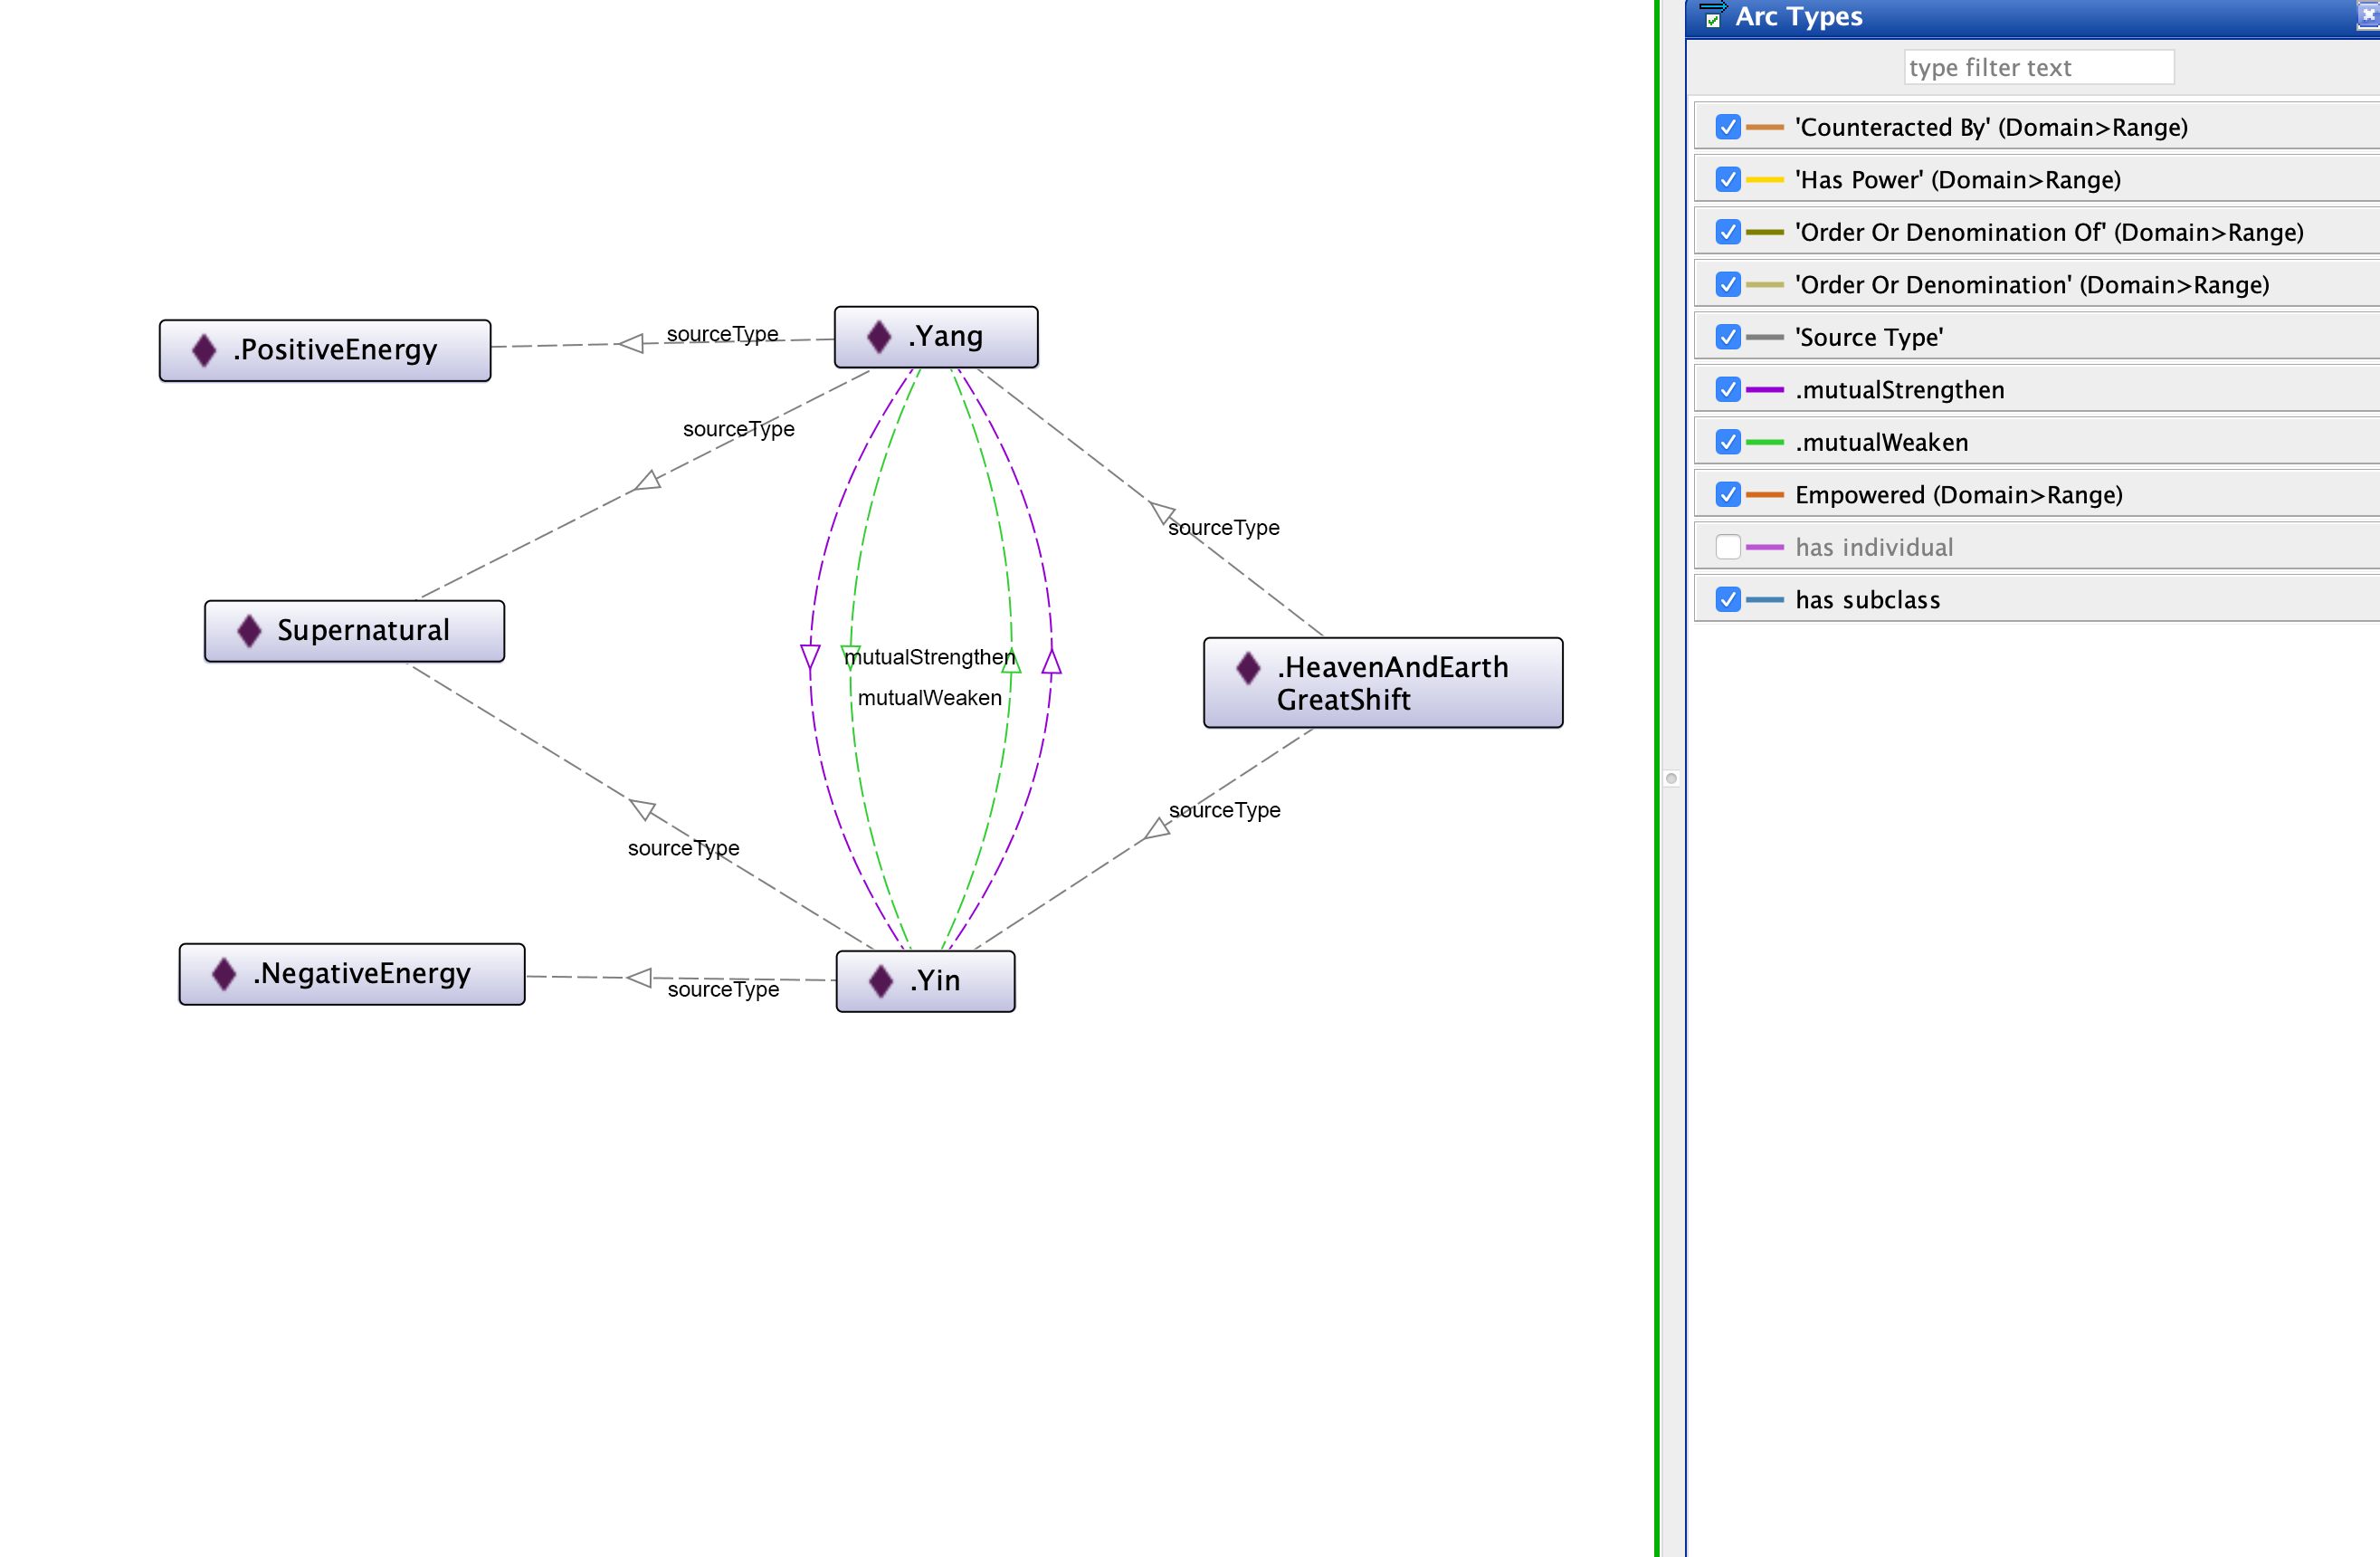 .PositiveEnergy
sourceType
.Yang
sourceType
sourceType
Supernatural
mutualStrengthen
mutualWeaken
.HeavenAndEarth
GreatShift
sourceType
sourceType
.NegativeEnergy
sourceType
.Yin
Arc Types
type filter text
'Counteracted By' (Domain>Range)
'Has Power' (Domain>Range)
'Order Or Denomination Of' (Domain>Range)
'Order Or Denomination' (Domain>Range)
'Source Type'
.mutualStrengthen
.mutualWeaken
Empowered (Domain>Range)
has individual
has subclass